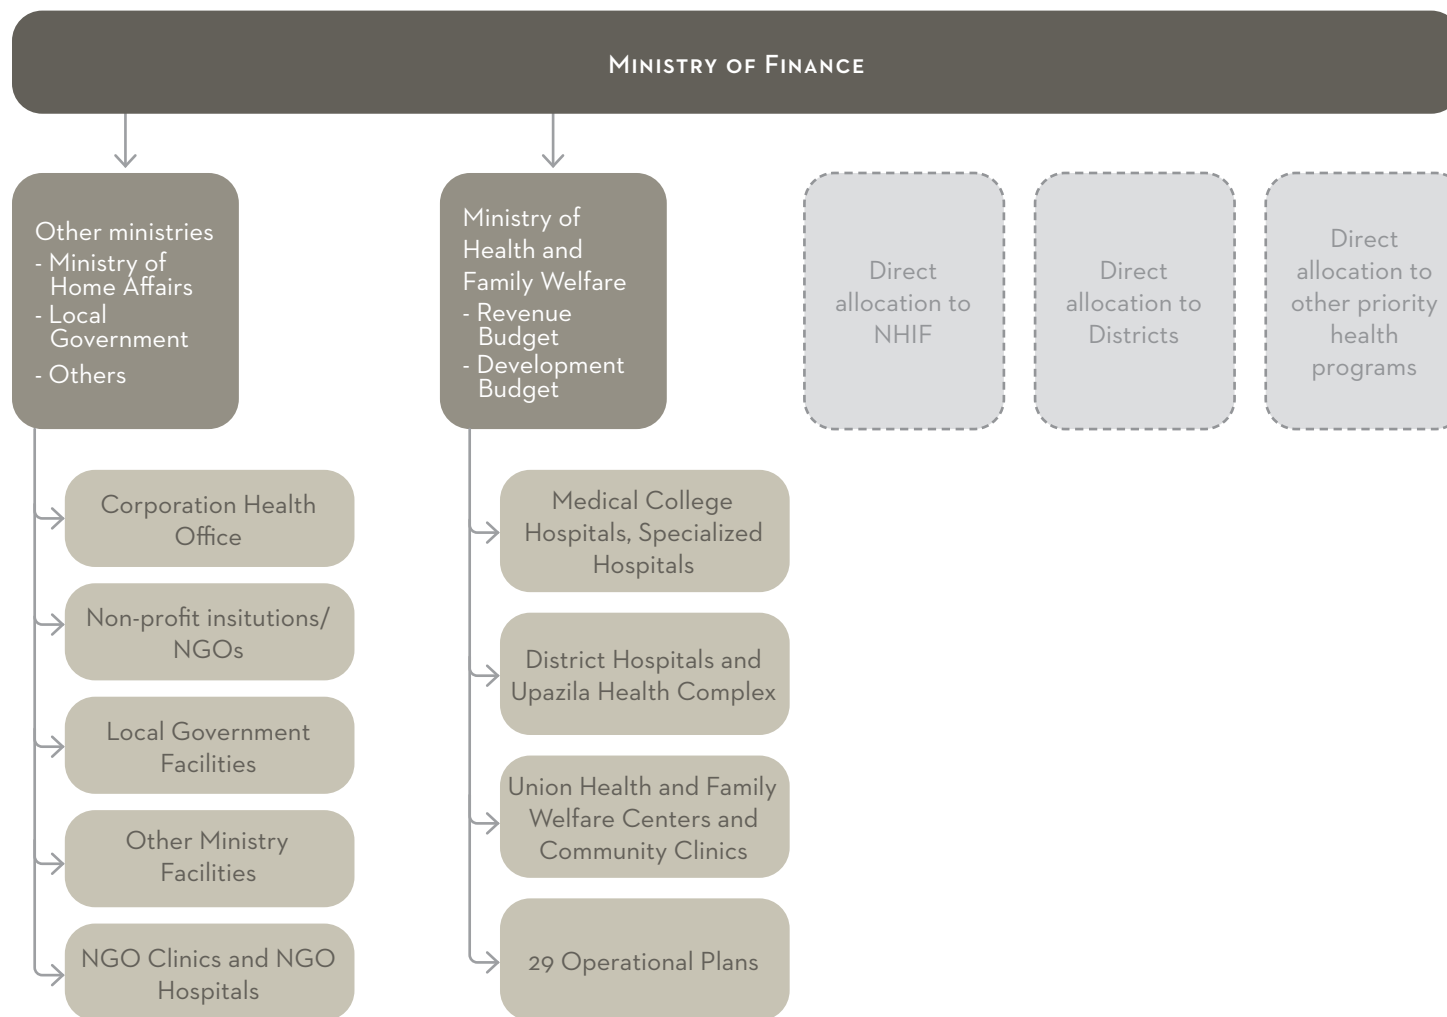 Ministry of Finance
Other ministries
- Ministry of
Home Affairs
- Local
Government
- Others
Ministry of
Health and
Family Welfare
- Revenue
Budget
- Development
Budget
Direct
allocation to
NHIF
Direct
allocation to
Districts
Direct
allocation to
other priority
health
programs
Corporation Health
Office
Non-profit insitutions/
NGOs
Local Government
Facilities
Other Ministry
Facilities
NGO Clinics and NGO
Hospitals
Medical College
Hospitals, Specialized
Hospitals
District Hospitals and
Upazila Health Complex
Union Health and Family
Welfare Centers and
Community Clinics
29 Operational Plans